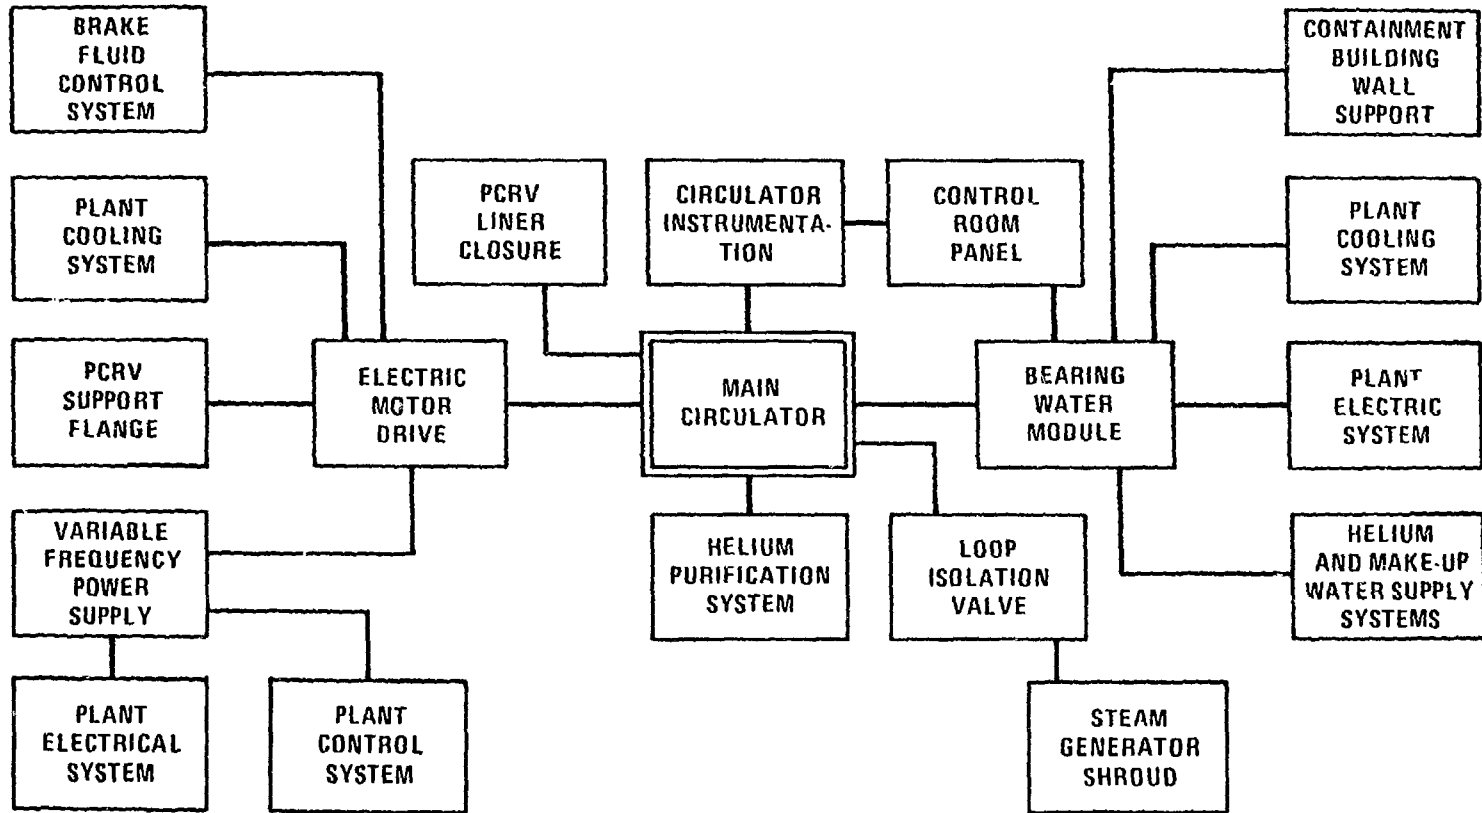 BRAKE
FLUID
CONTROL
SYSTEM
CONTAINMENT
BUILDING
WALL
SUPPORT
PLANT
COOLING
SYSTEM
PCRV
LINER
CLOSURE
CIRCULATOR
INSTRUMENTA-
TION
CONTROL
ROOM
PANEL
PLANT
COOLING
SYSTEM
PCRV
SUPPORT
FLANGE
ELECTRIC
MOTOR
DRIVE
MAIN
CIRCULATOR
BEARING
WATER
MODULE
PLANT
ELECTRIC
SYSTEM
VARIABLE
FREQUENCY
POWER
SUPPLY
HELIUM
PURIFICATION
SYSTEM
LOOP
ISOLATION
VALVE
HELIUM
AND MAKE-UP
WATER SUPPLY
SYSTEMS
PLANT
ELECTRICAL
SYSTEM
PLANT
CONTROL
SYSTEM
STEAM
GENERATOR
SHROUD